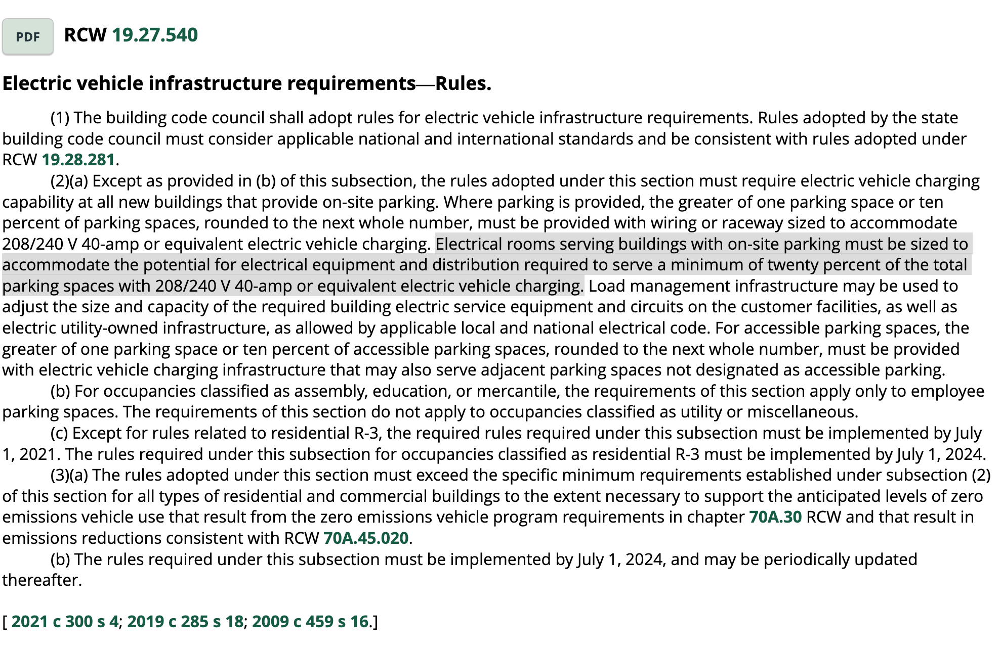 PDF RCW 19.27.540
Electric vehicle infrastructure requirements—Rules.
(1) The building code council shall adopt rules for electric vehicle infrastructure requirements. Rules adopted by the state
building code council must consider applicable national and international standards and be consistent with rules adopted under
RCW 19.28.281.
(2)(a) Except as provided in (b) of this subsection, the rules adopted under this section must require electric vehicle charging
capability at all new buildings that provide on-site parking. Where parking is provided, the greater of one parking space or ten
percent of parking spaces, rounded to the next whole number, must be provided with wiring or raceway sized to accommodate
208/240 V 40-amp or equivalent electric vehicle charging. Electrical rooms serving buildings with on-site parking must be sized to
accommodate the potential for electrical equipment and distribution required to serve a minimum of twenty percent of the total
parking spaces with 208/240 V 40-amp or equivalent electric vehicle charging. Load management infrastructure may be used to
adjust the size and capacity of the required building electric service equipment and circuits on the customer facilities, as well as
electric utility-owned infrastructure, as allowed by applicable local and national electrical code. For accessible parking spaces, the
greater of one parking space or ten percent of accessible parking spaces, rounded to the next whole number, must be provided
with electric vehicle charging infrastructure that may also serve adjacent parking spaces not designated as accessible parking.
(b) For occupancies classified as assembly, education, or mercantile, the requirements of this section apply only to employee
parking spaces. The requirements of this section do not apply to occupancies classified as utility or miscellaneous.
(c) Except for rules related to residential R-3, the required rules required under this subsection must be implemented by July
1, 2021. The rules required under this subsection for occupancies classified as residential R-3 must be implemented by July 1, 2024.
(3)(a) The rules adopted under this section must exceed the specific minimum requirements established under subsection (2)
of this section for all types of residential and commercial buildings to the extent necessary to support the anticipated levels of zero
emissions vehicle use that result from the zero emissions vehicle program requirements in chapter 70A.30 RCW and that result in
emissions reductions consistent with RCW 70A.45.020.
(b) The rules required under this subsection must be implemented by July 1, 2024, and may be periodically updated
thereafter.
[ 2021 c 300 s 4; 2019 c 285 s 18; 2009 c 459 s 16.]